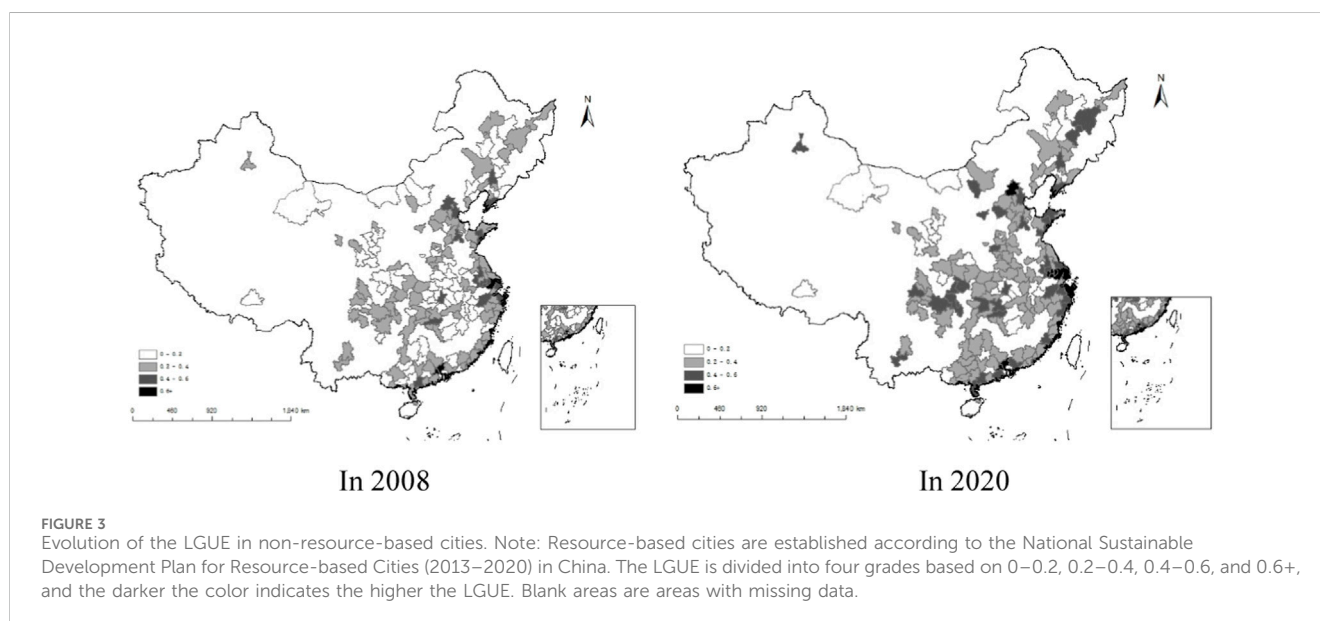 N
0-0.2
0.2-0.4
0.4-0.6
0.6+
0 460 920 1,840 km
In 2008
N
0-0.2
0.2-0.4
0.4-0.6
0.6+
0 460 920 1,840 km
In 2020
FIGURE 3
Evolution of the LGUE in non-resource-based cities. Note: Resource-based cities are established according to the National Sustainable
Development Plan for Resource-based Cities (2013–2020) in China. The LGUE is divided into four grades based on 0–0.2, 0.2–0.4, 0.4–0.6, and 0.6+,
and the darker the color indicates the higher the LGUE. Blank areas are areas with missing data.